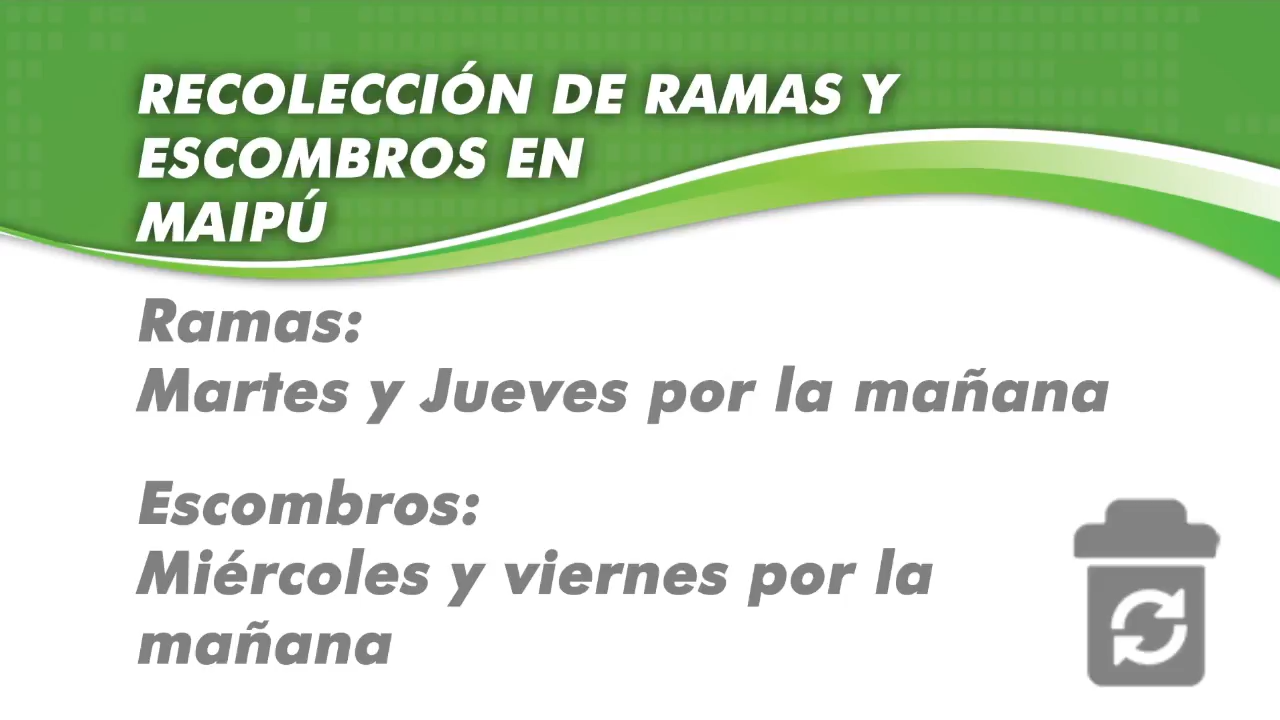 RECOLECCIÓN DE RAMAS Y
ESCOMBROS EN
MAIPÚ
Ramas:
Martes y Jueves por la mañana
Escombros:
Miércoles y viernes por la
mañana